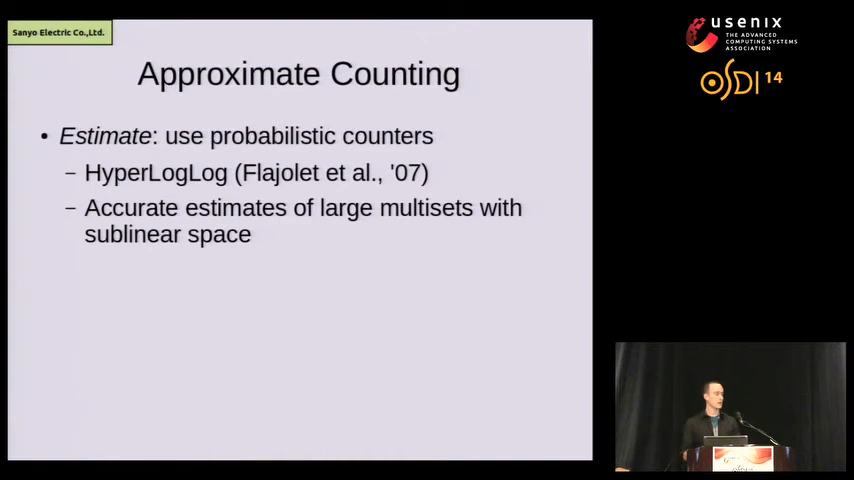 Sanyo Electric Co.,Ltd.
Approximate Counting
• Estimate: use probabilistic counters
– HyperLogLog (Flajolet et al., '07)
– Accurate estimates of large multisets with
sublinear space
usenix
THE ADVANCED
COMPUTING SYSTEMS
ASSOCIATION
OSDI 14